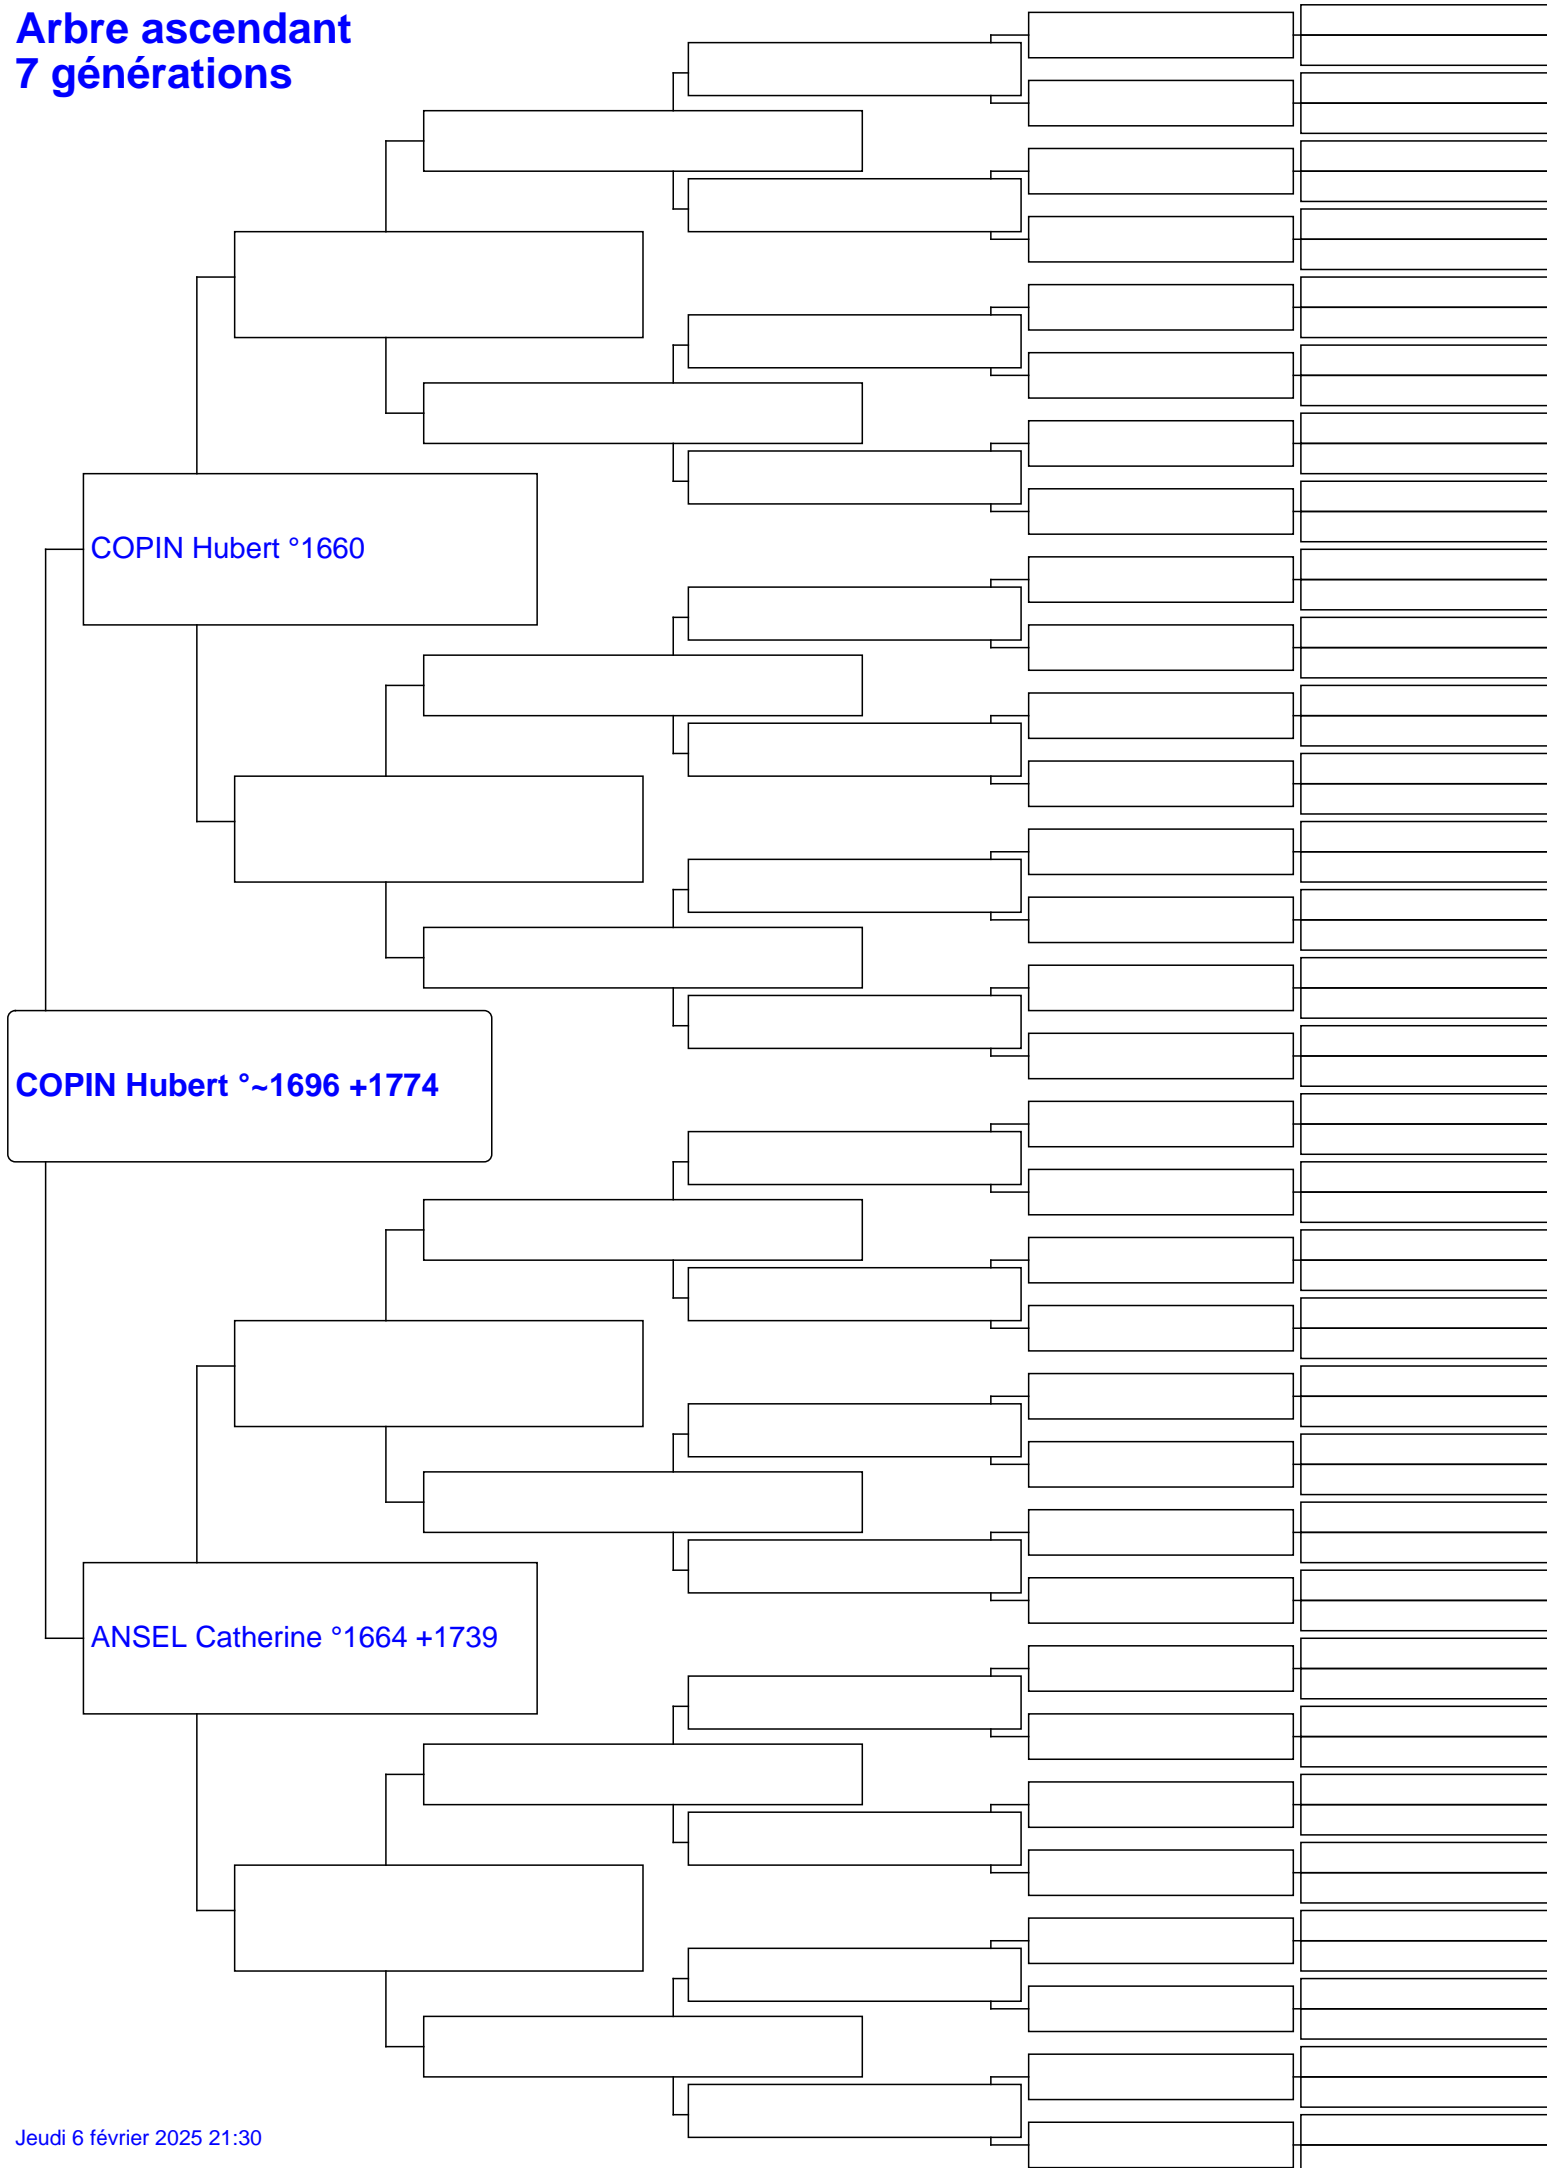 Arbre ascendant
7 générations
COPIN Hubert °1660
COPIN Hubert °~1696 +1774
ANSEL Catherine °1664 +1739
Jeudi 6 février 2025 21:30